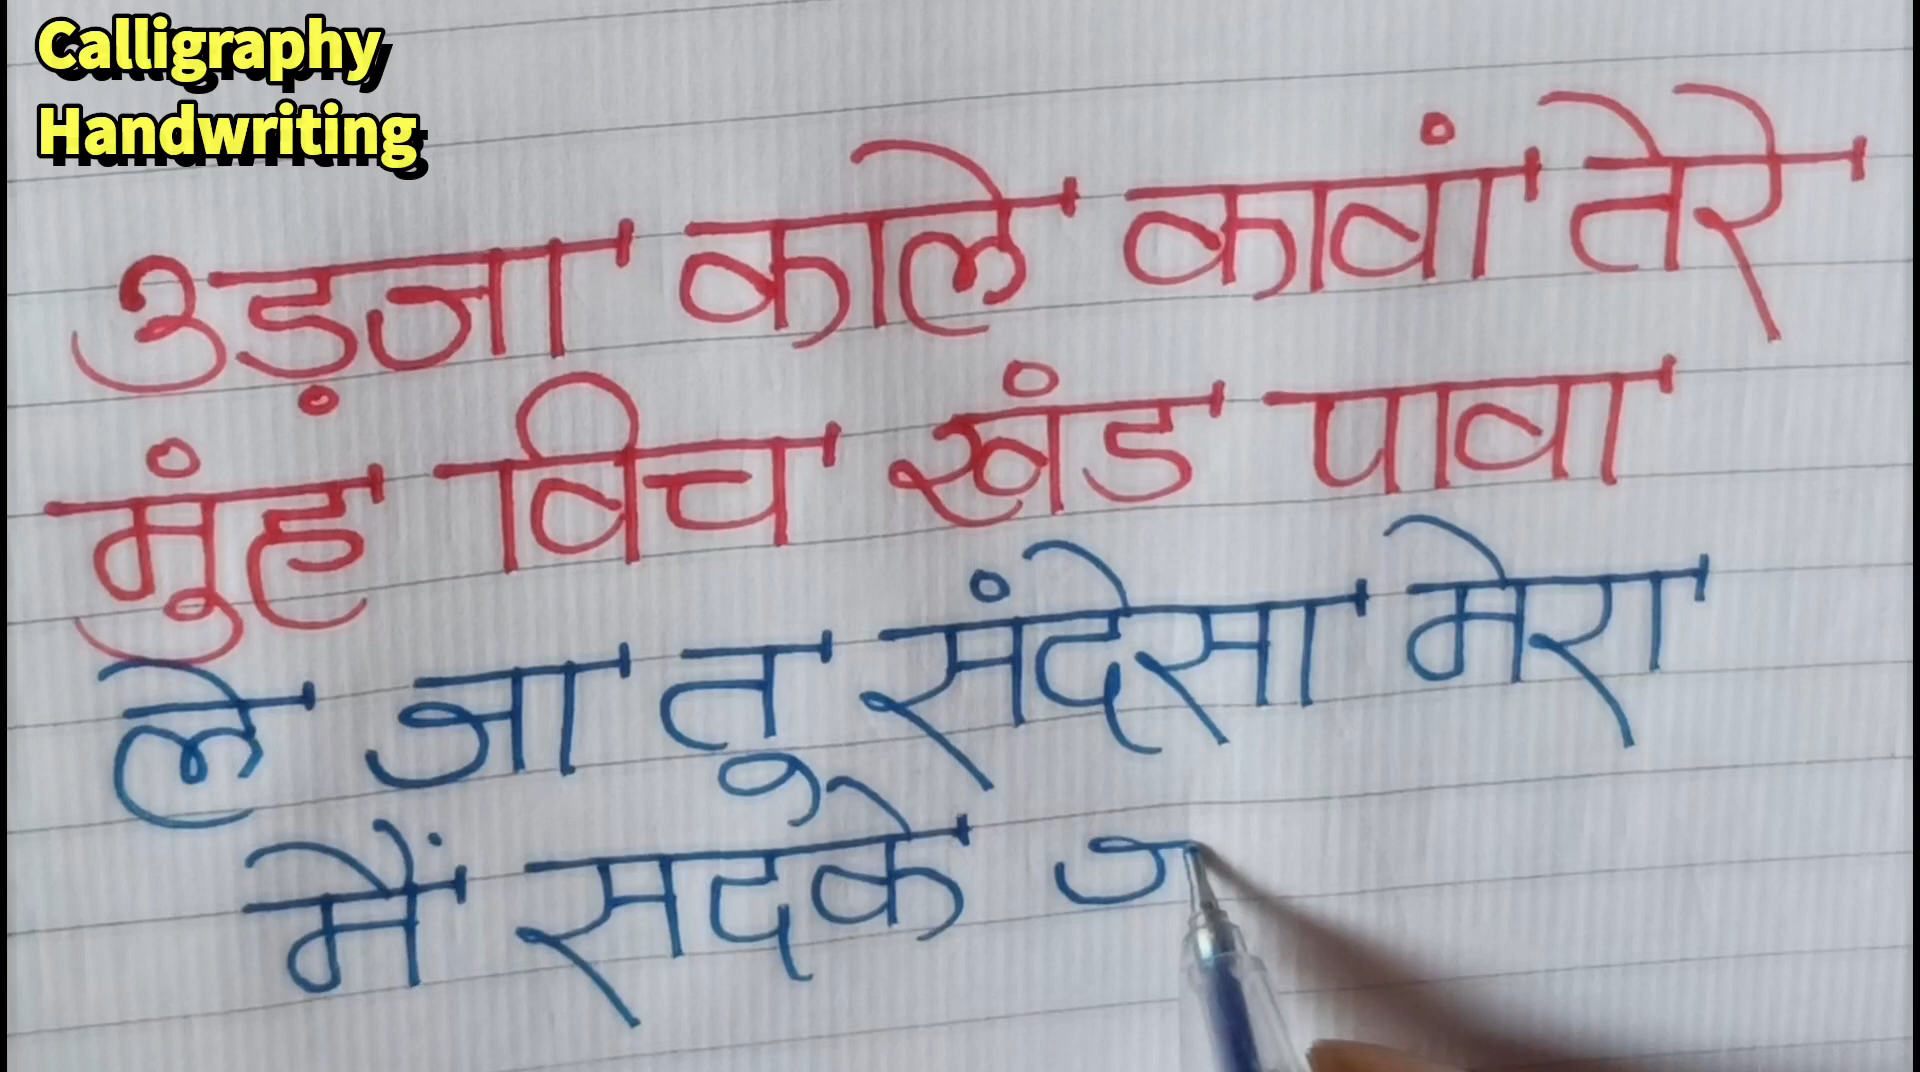 Calligraphy
Handwriting
उड़जा काले कावां तेरे
मुंह विच खंड पावा
ले जा तू संदेसा मेरा
मैं सदके